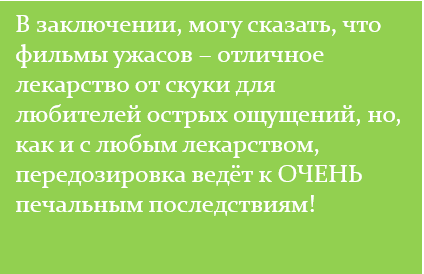 В заключении, могу сказать, что
фильмы ужасов – отличное
лекарство от скуки для
любителей острых ощущений, но,
как и с любым лекарством,
передозировка ведёт к ОЧЕНЬ
печальным последствиям!